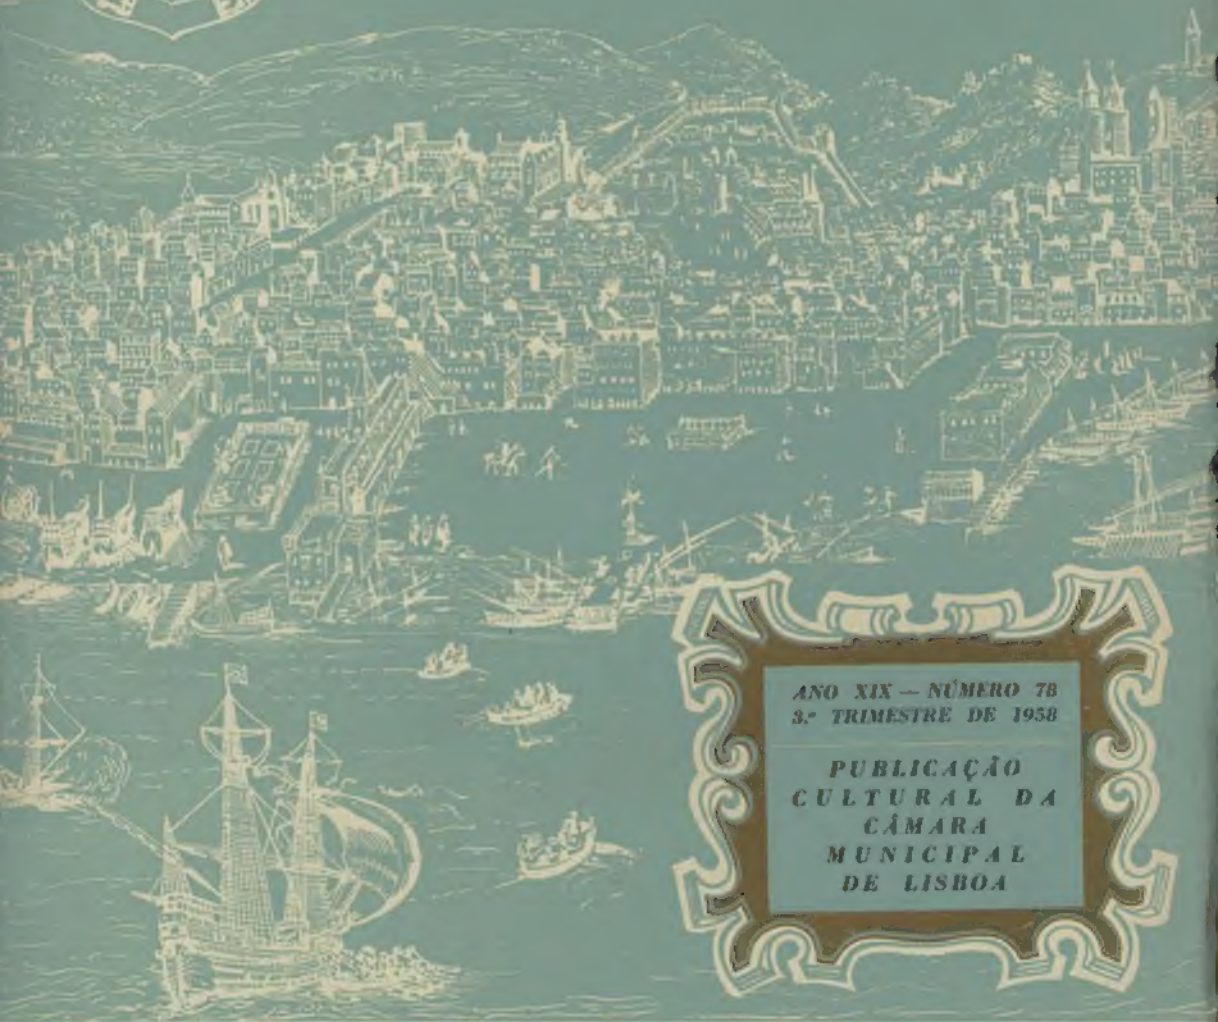 ANO XIX — NÚMERO 78
3.º TRIMESTRE DE 1958
PUBLICAÇÃO
CULTURAL DA
CÂMARA
MUNICIPAL
DE LISBOA